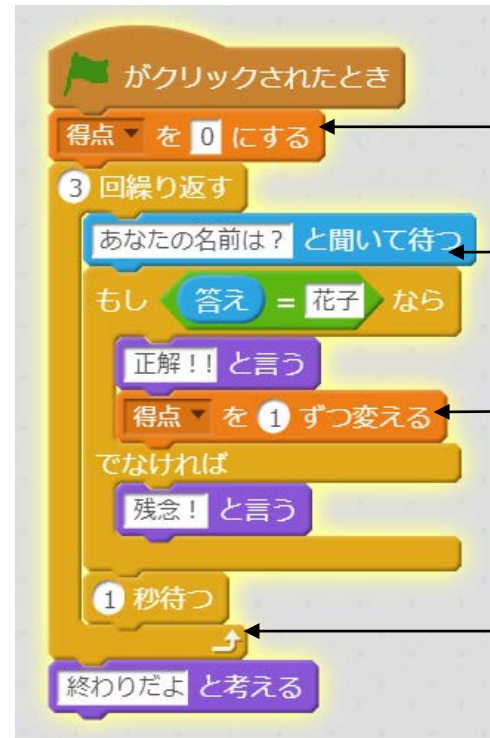 がクリックされたとき
得点 を 0 にする
3 回繰り返す
あなたの名前は? と聞いて待つ
もし 答え = 花子 なら
正解!! と言う
得点 を 1 ずつ変える
でなければ
残念! と言う
1 秒待つ
終わりだよ と考える